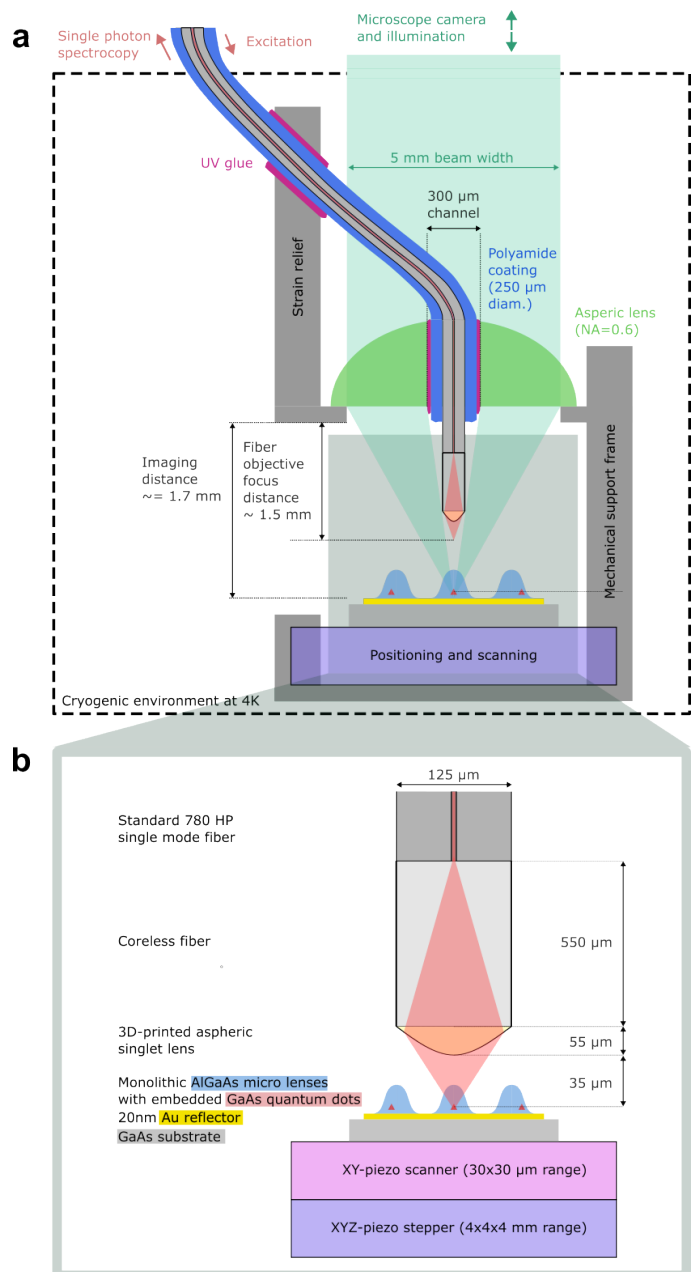 a
Single photon
spectroscopy
Excitation
Microscope camera
and illumination
UV glue
5 mm beam width
300 µm
channel
Strain relief
Polyamide
coating
(250 µm
diam.)
Asperic lens
(NA=0.6)
Imaging
distance
~= 1.7 mm
Fiber
objective
focus
distance
~ 1.5 mm
Mechanical support frame
Positioning and scanning
Cryogenic environment at 4K
b
125 µm
Standard 780 HP
single mode fiber
Coreless fiber
550 µm
3D-printed aspheric
singlet lens
55 µm
35 µm
Monolithic AlGaAs micro lenses
with embedded GaAs quantum dots
20nm Au reflector
GaAs substrate
XY-piezo scanner (30x30 µm range)
XYZ-piezo stepper (4x4x4 mm range)